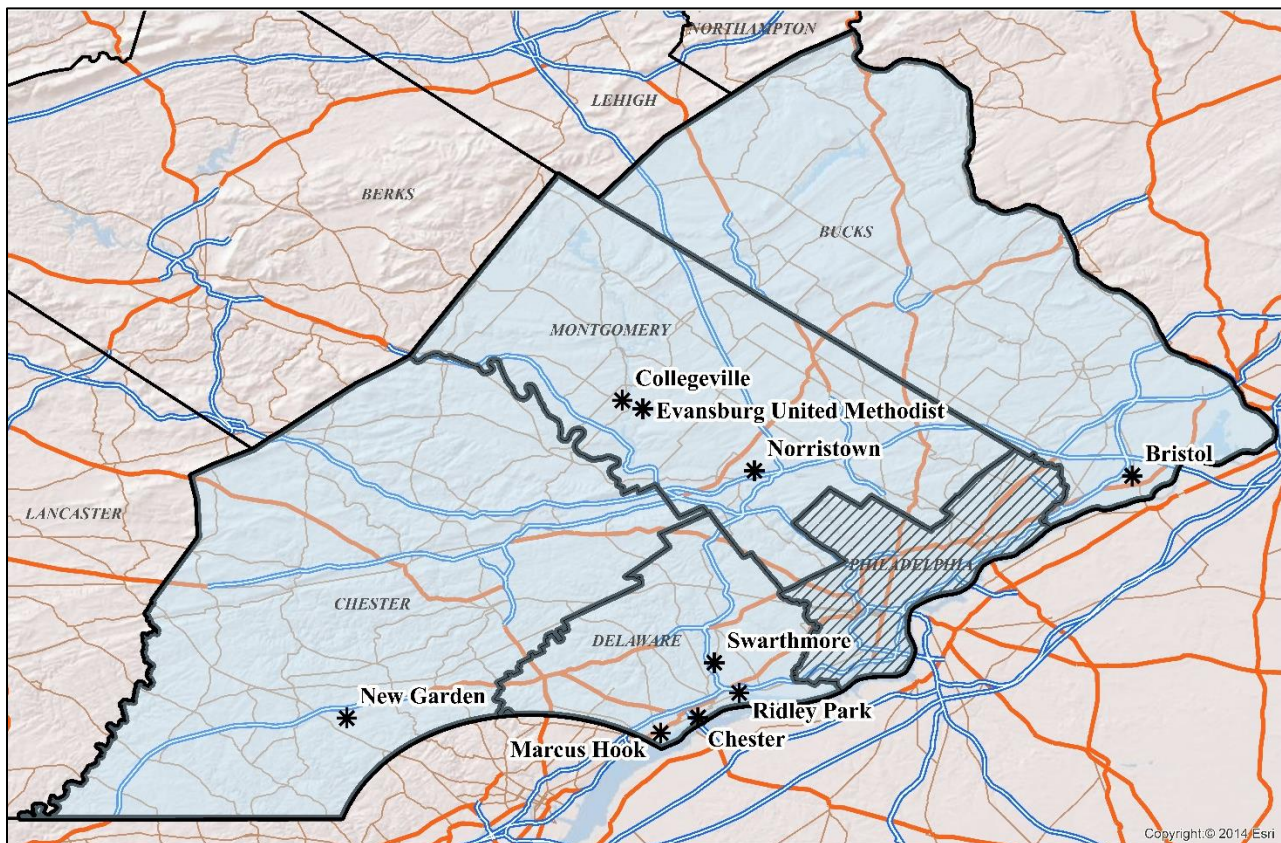 NORTHAMPTON
LEHIGH
BERKS
BUCKS
MONTGOMERY
Collegeville
Evansburg United Methodist
Norristown
Bristol
LANCASTER
PHILADELPHIA
CHESTER
DELAWARE
Swarthmore
New Garden
Ridley Park
Chester
Marcus Hook
Copyright:© 2014 Esri